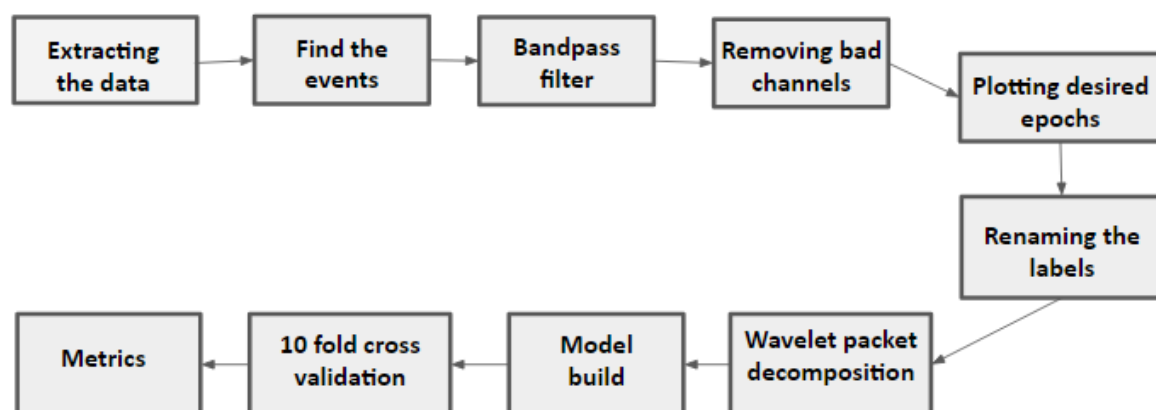 Extracting
the data
Find the
events
Bandpass
filter
Removing bad
channels
Plotting desired
epochs
Renaming the
labels
Wavelet packet
decomposition
Model
build
10 fold cross
validation
Metrics